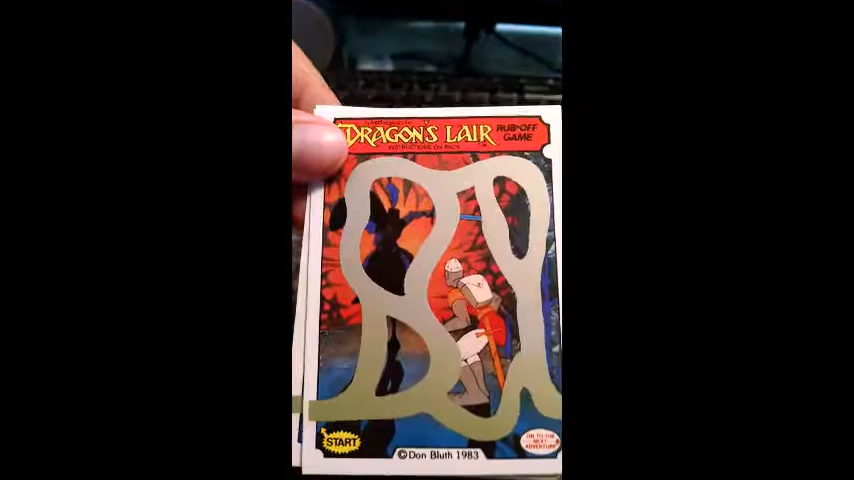 DRAGON'S LAIR
RUB-OFF
GAME
INSTRUCTIONS ON BACK
START
ON TO THE
NEXT
ADVENTURE
©Don Bluth 1983